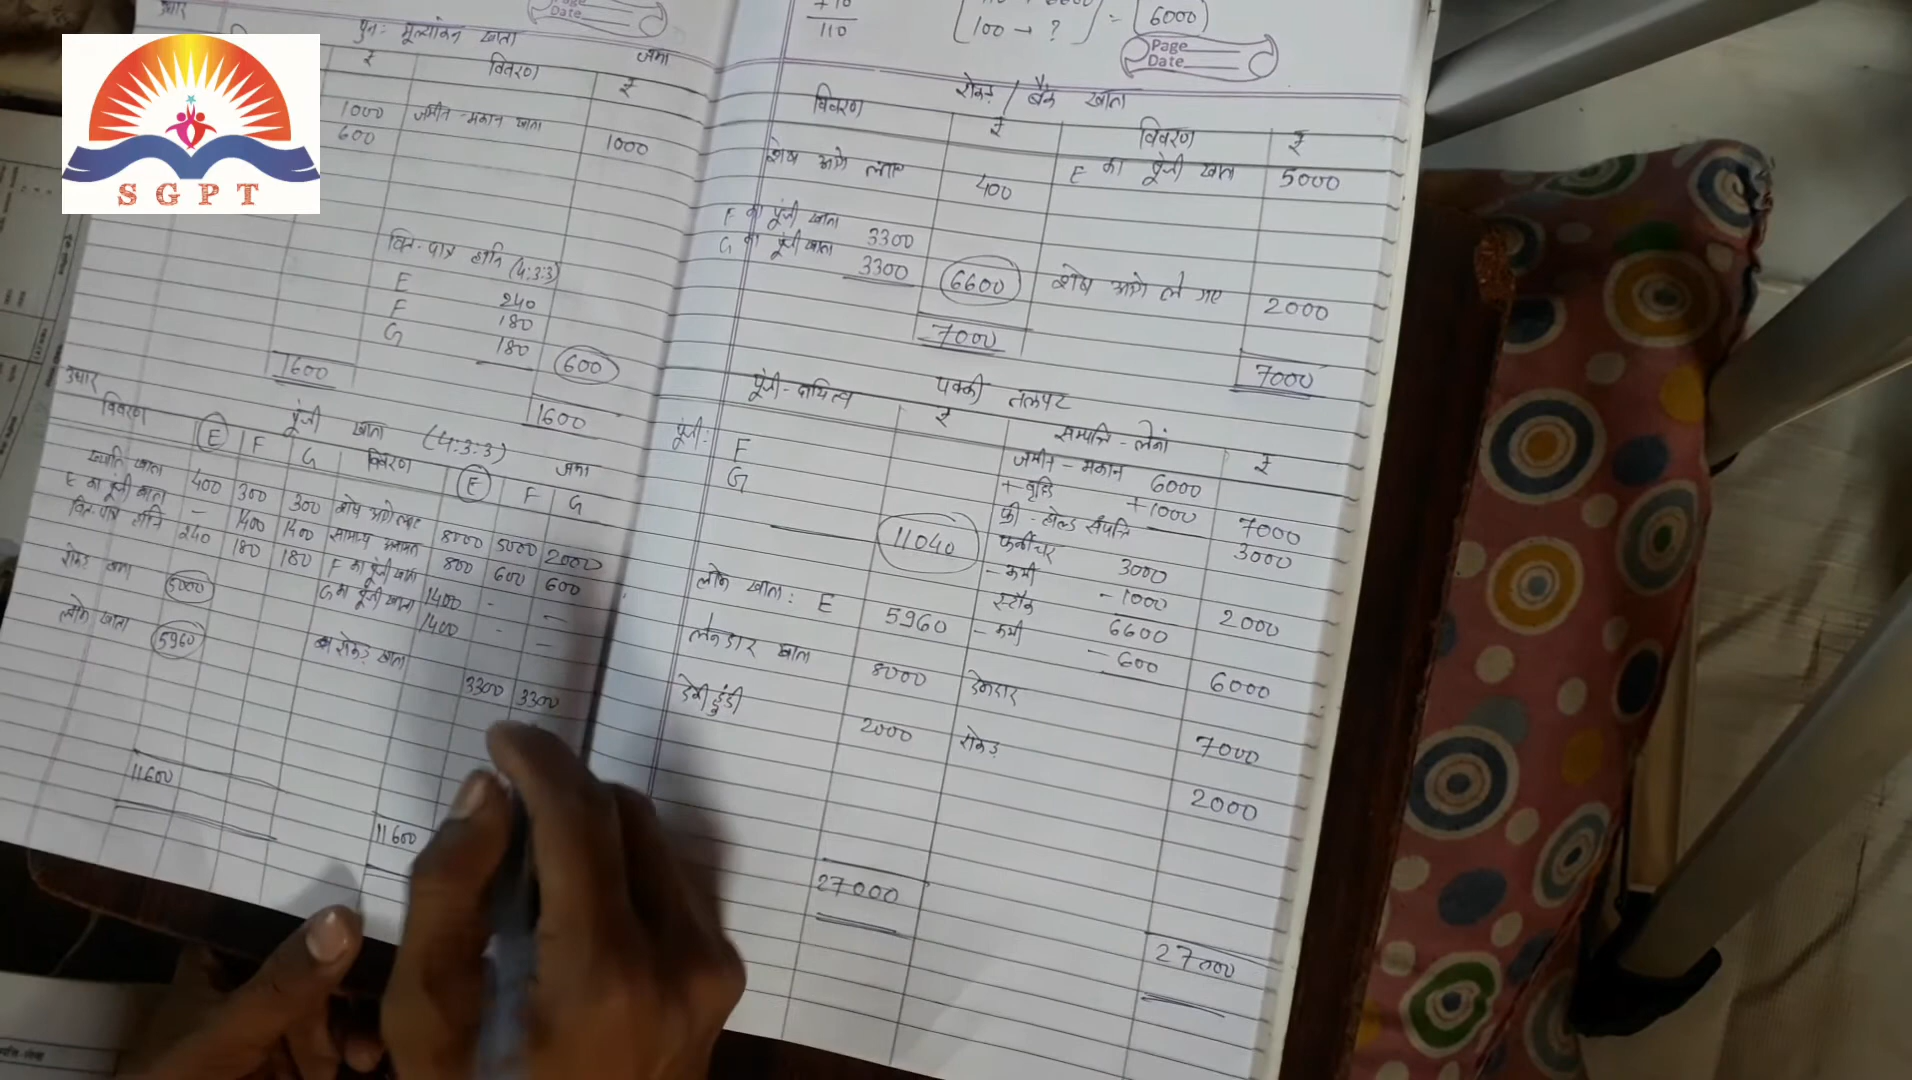 SGPT
पुनः मूल्यांकन खाता
जमा
₹ विवरण ₹
1000 जमीन-मकान खाता 1000
600
वित-पात्र हानि (4:3:3)
E 240
F 180
G 180 600
1600 1600
उधार पूंजी खाता (4:3:3) जमा
विवरण E F G विवरण E F G
ख्याति खाता 400 300 300 शेष आगे लाए 8000 5000 2000
E का पूंजी खाता - 1400 1400 सामान्य अनामत 800 600 600
वित-पात्र हानि 240 180 180 F का पूंजी खाता 1400 - -
रोकड़ खाता 5000 G का पूंजी खाता 1400 - -
लोन खाता 5960 रोकड़ खाता 3300 3300
11600 11600
110
100 → ? = 6000
Page
Date
रोकड़ / बैंक खाता
विवरण ₹ विवरण ₹
शेष आगे लाए 400 E का पूंजी खाता 5000
F का पूंजी खाता 3300
G का पूंजी खाता 3300 6600 शेष आगे ले गए 2000
7000 7000
पक्की तलपट
पूंजी-दायित्व ₹ सम्पत्ति-लेना ₹
पूंजी: F जमीन-मकान 6000
G + वृद्धि +1000 7000
11040 फ्री-होल्ड संपत्ति 3000
फर्नीचर 3000
लोन खाता: E 5960 - कमी -1000 2000
स्टॉक 6600
लेनदार खाता 8000 - कमी -600 6000
देवी हुंडी 2000 देनदार 7000
रोकड़ 2000
27000 27000